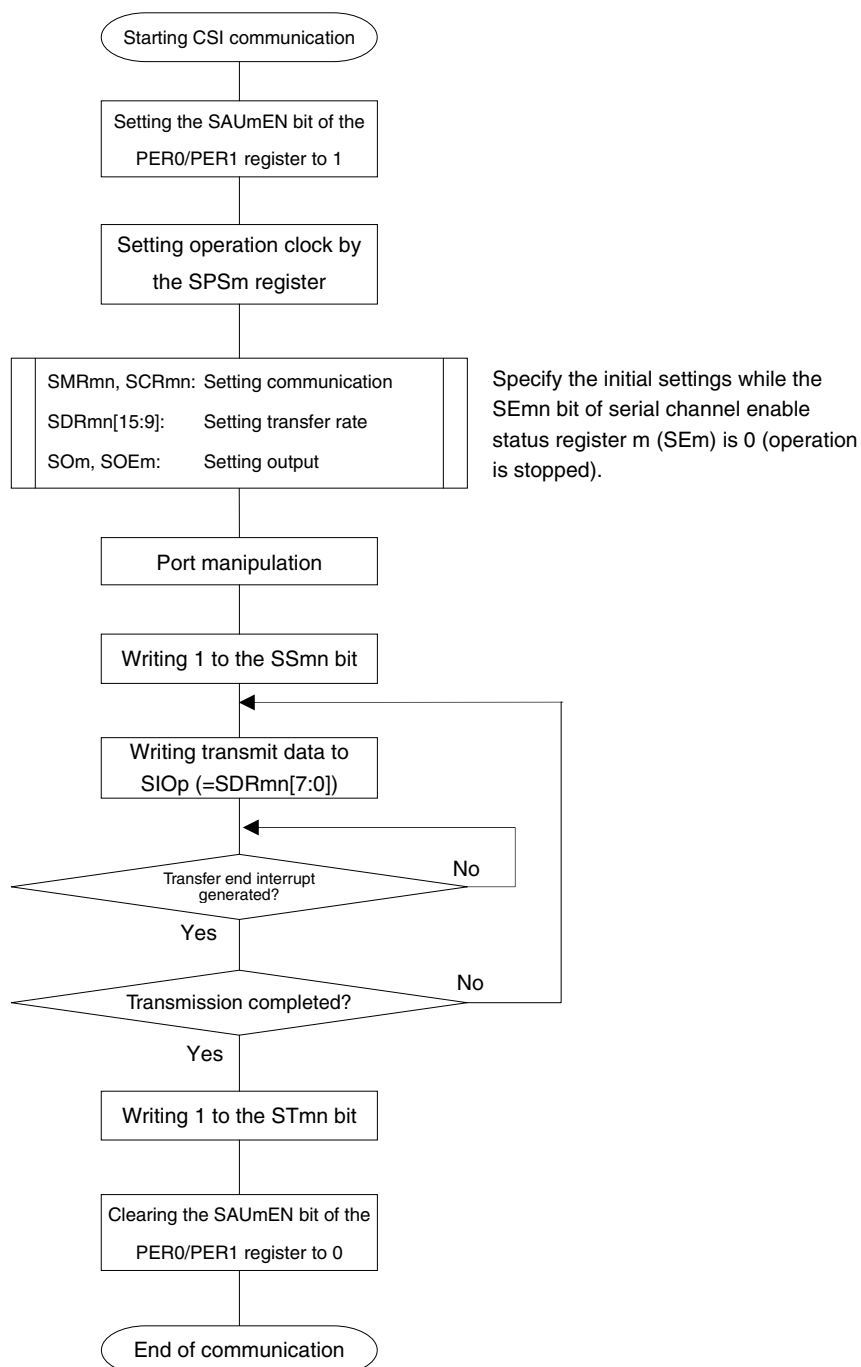 Starting CSI communication
Setting the SAUmEN bit of the
PER0/PER1 register to 1
Setting operation clock by
the SPSm register
SMRmn, SCRmn: Setting communication
SDRmn[15:9]: Setting transfer rate
SOm, SOEm: Setting output
Specify the initial settings while the
SEmn bit of serial channel enable
status register m (SEm) is 0 (operation
is stopped).
Port manipulation
Writing 1 to the SSmn bit
Writing transmit data to
SIOp (=SDRmn[7:0])
Transfer end interrupt
generated?
No
Yes
Transmission completed?
No
Yes
Writing 1 to the STmn bit
Clearing the SAUmEN bit of the
PER0/PER1 register to 0
End of communication